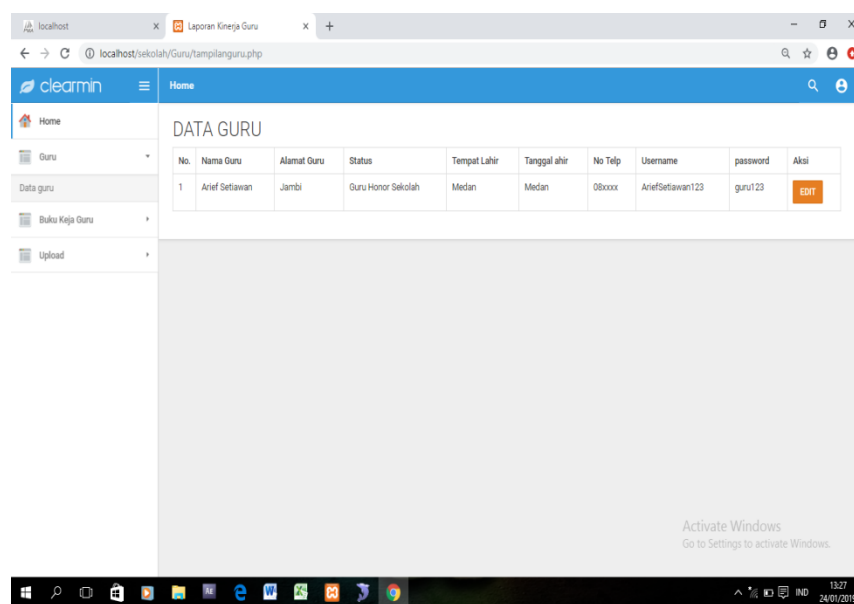 localhost
Laporan Kinerja Guru
localhost/sekolah/Guru/tampilanguru.php
clearmin
Home
Home
Guru
Data guru
Buku Keja Guru
Upload
DATA GURU
No. Nama Guru Alamat Guru Status Tempat Lahir Tanggal ahir No Telp Username password Aksi
1 Arief Setiawan Jambi Guru Honor Sekolah Medan Medan 08xxxx AriefSetiawan123 guru123 EDIT
Activate Windows
Go to Settings to activate Windows.
IND
13:27
24/01/2019